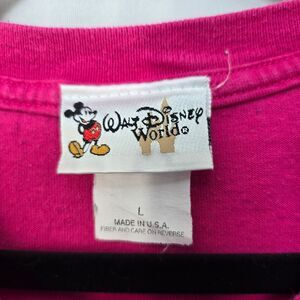 Walt Disney
World®
L
MADE IN U.S.A.
FIBER AND CARE ON REVERSE